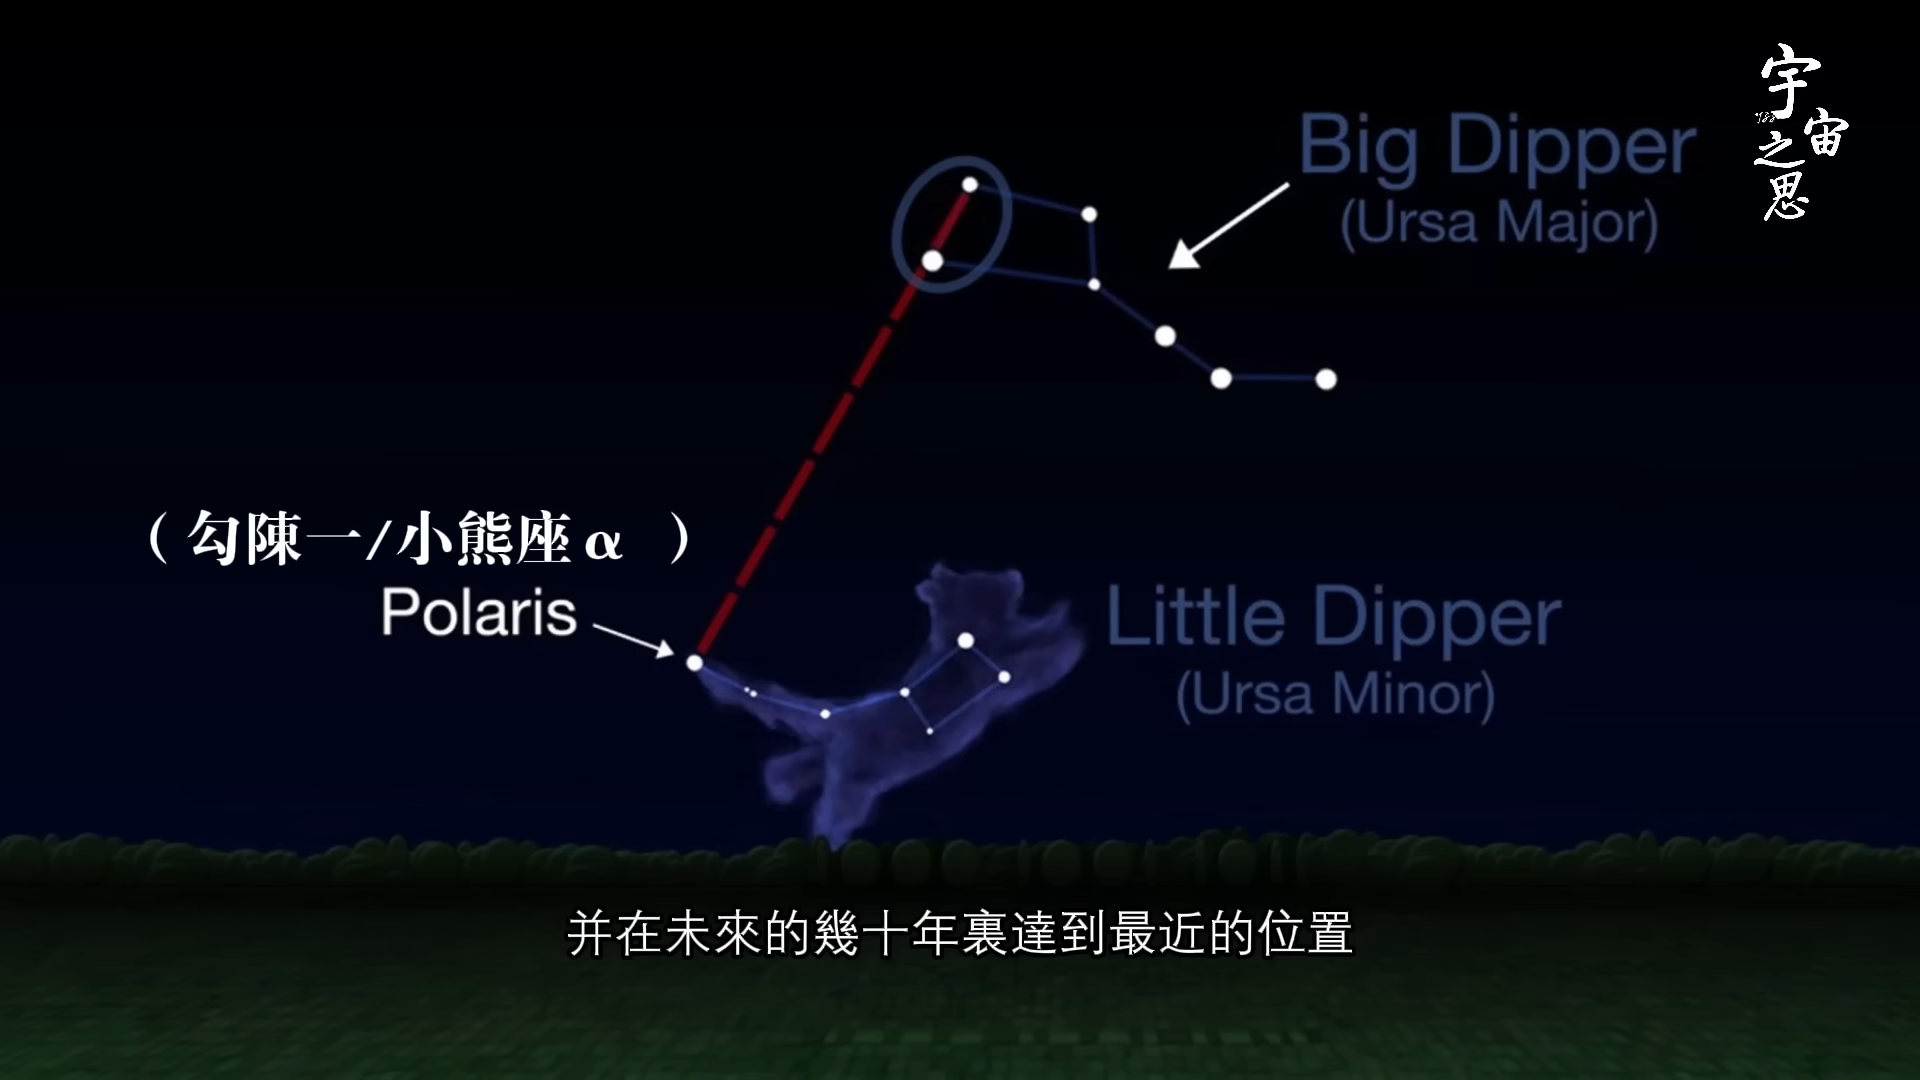 宇宙之思
Big Dipper
(Ursa Major)
（勾陳一/小熊座α ）
Polaris
Little Dipper
(Ursa Minor)
并在未來的幾十年裏達到最近的位置